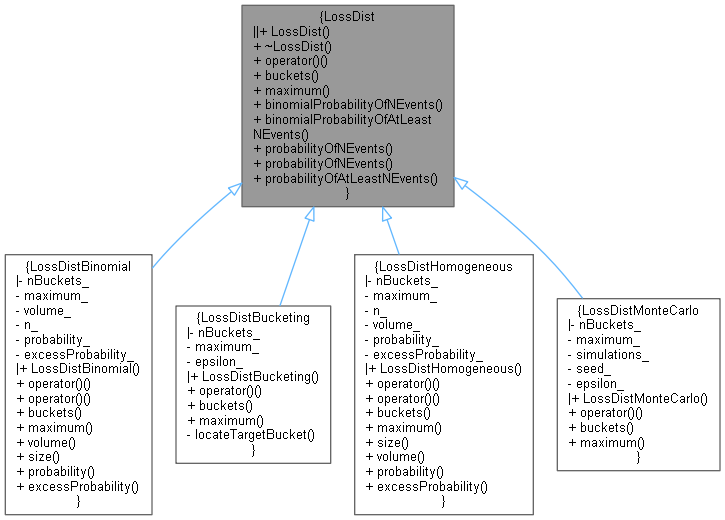 {LossDist
||+ LossDist()
+ ~LossDist()
+ operator()()
+ buckets()
+ maximum()
+ binomialProbabilityOfNEvents()
+ binomialProbabilityOfAtLeast
NEvents()
+ probabilityOfNEvents()
+ probabilityOfNEvents()
+ probabilityOfAtLeastNEvents()
}
{LossDistBinomial
|- nBuckets_
- maximum_
- volume_
- n_
- probability_
- excessProbability_
|+ LossDistBinomial()
+ operator()()
+ operator()()
+ buckets()
+ maximum()
+ volume()
+ size()
+ probability()
+ excessProbability()
}
{LossDistBucketing
|- nBuckets_
- maximum_
- epsilon_
|+ LossDistBucketing()
+ operator()()
+ buckets()
+ maximum()
- locateTargetBucket()
}
{LossDistHomogeneous
|- nBuckets_
- maximum_
- n_
- volume_
- probability_
- excessProbability_
|+ LossDistHomogeneous()
+ operator()()
+ operator()()
+ buckets()
+ maximum()
+ size()
+ volume()
+ probability()
+ excessProbability()
}
{LossDistMonteCarlo
|- nBuckets_
- maximum_
- simulations_
- seed_
- epsilon_
|+ LossDistMonteCarlo()
+ operator()()
+ buckets()
+ maximum()
}